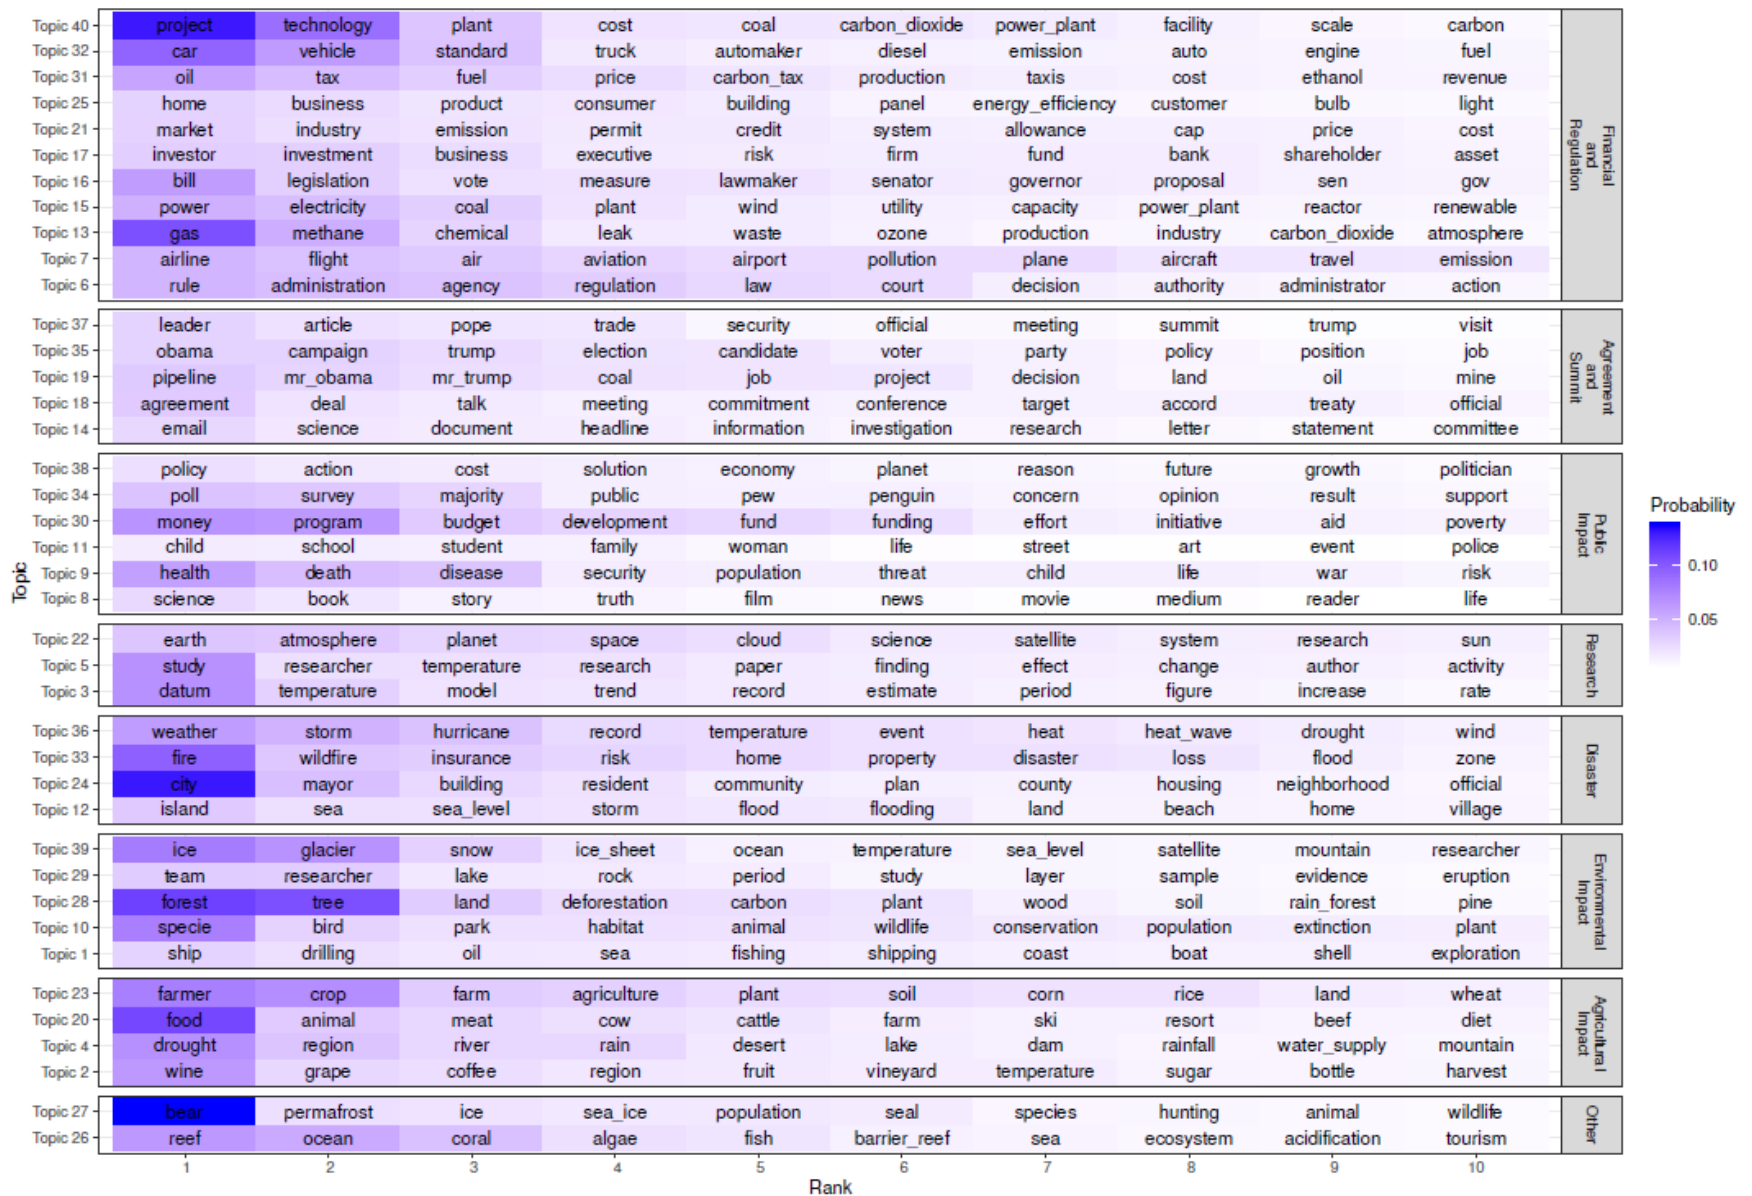 Topic 40 project technology plant cost coal carbon_dioxide power_plant facility scale carbon
Topic 32 car vehicle standard truck automaker diesel emission auto engine fuel
Topic 31 oil tax fuel price carbon_tax production taxis cost ethanol revenue
Topic 25 home business product consumer building panel energy_efficiency customer bulb light
Topic 21 market industry emission permit credit system allowance cap price cost
Topic 17 investor investment business executive risk firm fund bank shareholder asset
Topic 16 bill legislation vote measure lawmaker senator governor proposal sen gov
Topic 15 power electricity coal plant wind utility capacity power_plant reactor renewable
Topic 13 gas methane chemical leak waste ozone production industry carbon_dioxide atmosphere
Topic 7 airline flight air aviation airport pollution plane aircraft travel emission
Topic 6 rule administration agency regulation law court decision authority administrator action
Financial
and
Regulation
Topic 37 leader article pope trade security official meeting summit trump visit
Topic 35 obama campaign trump election candidate voter party policy position job
Topic 19 pipeline mr_obama mr_trump coal job project decision land oil mine
Topic 18 agreement deal talk meeting commitment conference target accord treaty official
Topic 14 email science document headline information investigation research letter statement committee
Agreement
and
Summit
Topic 38 policy action cost solution economy planet reason future growth politician
Topic 34 poll survey majority public pew penguin concern opinion result support
Topic 30 money program budget development fund funding effort initiative aid poverty
Topic 11 child school student family woman life street art event police
Topic 9 health death disease security population threat child life war risk
Topic 8 science book story truth film news movie medium reader life
Public
Impact
Topic 22 earth atmosphere planet space cloud science satellite system research sun
Topic 5 study researcher temperature research paper finding effect change author activity
Topic 3 datum temperature model trend record estimate period figure increase rate
Research
Topic 36 weather storm hurricane record temperature event heat heat_wave drought wind
Topic 33 fire wildfire insurance risk home property disaster loss flood zone
Topic 24 city mayor building resident community plan county housing neighborhood official
Topic 12 island sea sea_level storm flood flooding land beach home village
Disaster
Topic 39 ice glacier snow ice_sheet ocean temperature sea_level satellite mountain researcher
Topic 29 team researcher lake rock period study layer sample evidence eruption
Topic 28 forest tree land deforestation carbon plant wood soil rain_forest pine
Topic 10 specie bird park habitat animal wildlife conservation population extinction plant
Topic 1 ship drilling oil sea fishing shipping coast boat shell exploration
Environmental
Impact
Topic 23 farmer crop farm agriculture plant soil corn rice land wheat
Topic 20 food animal meat cow cattle farm ski resort beef diet
Topic 4 drought region river rain desert lake dam rainfall water_supply mountain
Topic 2 wine grape coffee region fruit vineyard temperature sugar bottle harvest
Agricultural
Impact
Topic 27 bear permafrost ice sea_ice population seal species hunting animal wildlife
Topic 26 reef ocean coral algae fish barrier_reef sea ecosystem acidification tourism
Other
1 2 3 4 5 6 7 8 9 10
Rank
Topic
Probability
0.10
0.05